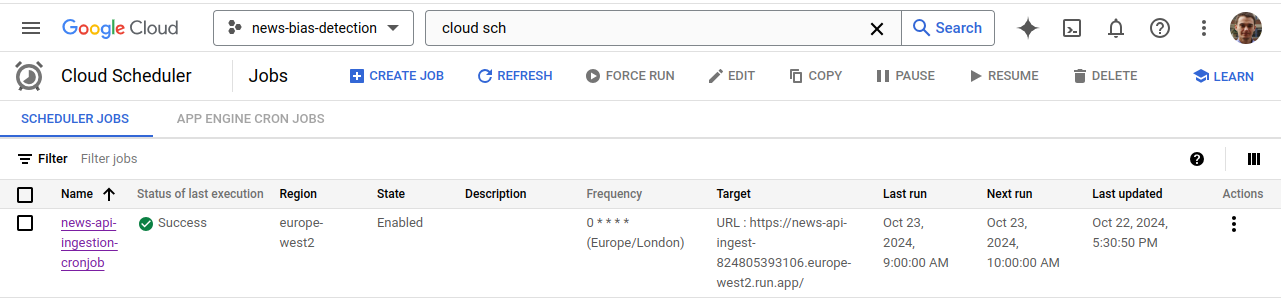 Google Cloud news-bias-detection cloud sch Search
Cloud Scheduler Jobs CREATE JOB REFRESH FORCE RUN EDIT COPY PAUSE RESUME DELETE LEARN
SCHEDULER JOBS APP ENGINE CRON JOBS
Filter Filter jobs
Name Status of last execution Region State Description Frequency Target Last run Next run Last updated Actions
news-api- Success europe- Enabled 0 * * * * URL : https://news-api- Oct 23, Oct 23, Oct 22, 2024,
ingestion- west2 (Europe/London) ingest- 2024, 2024, 5:30:50 PM
cronjob 824805393106.europe- 9:00:00 AM 10:00:00 AM
west2.run.app/